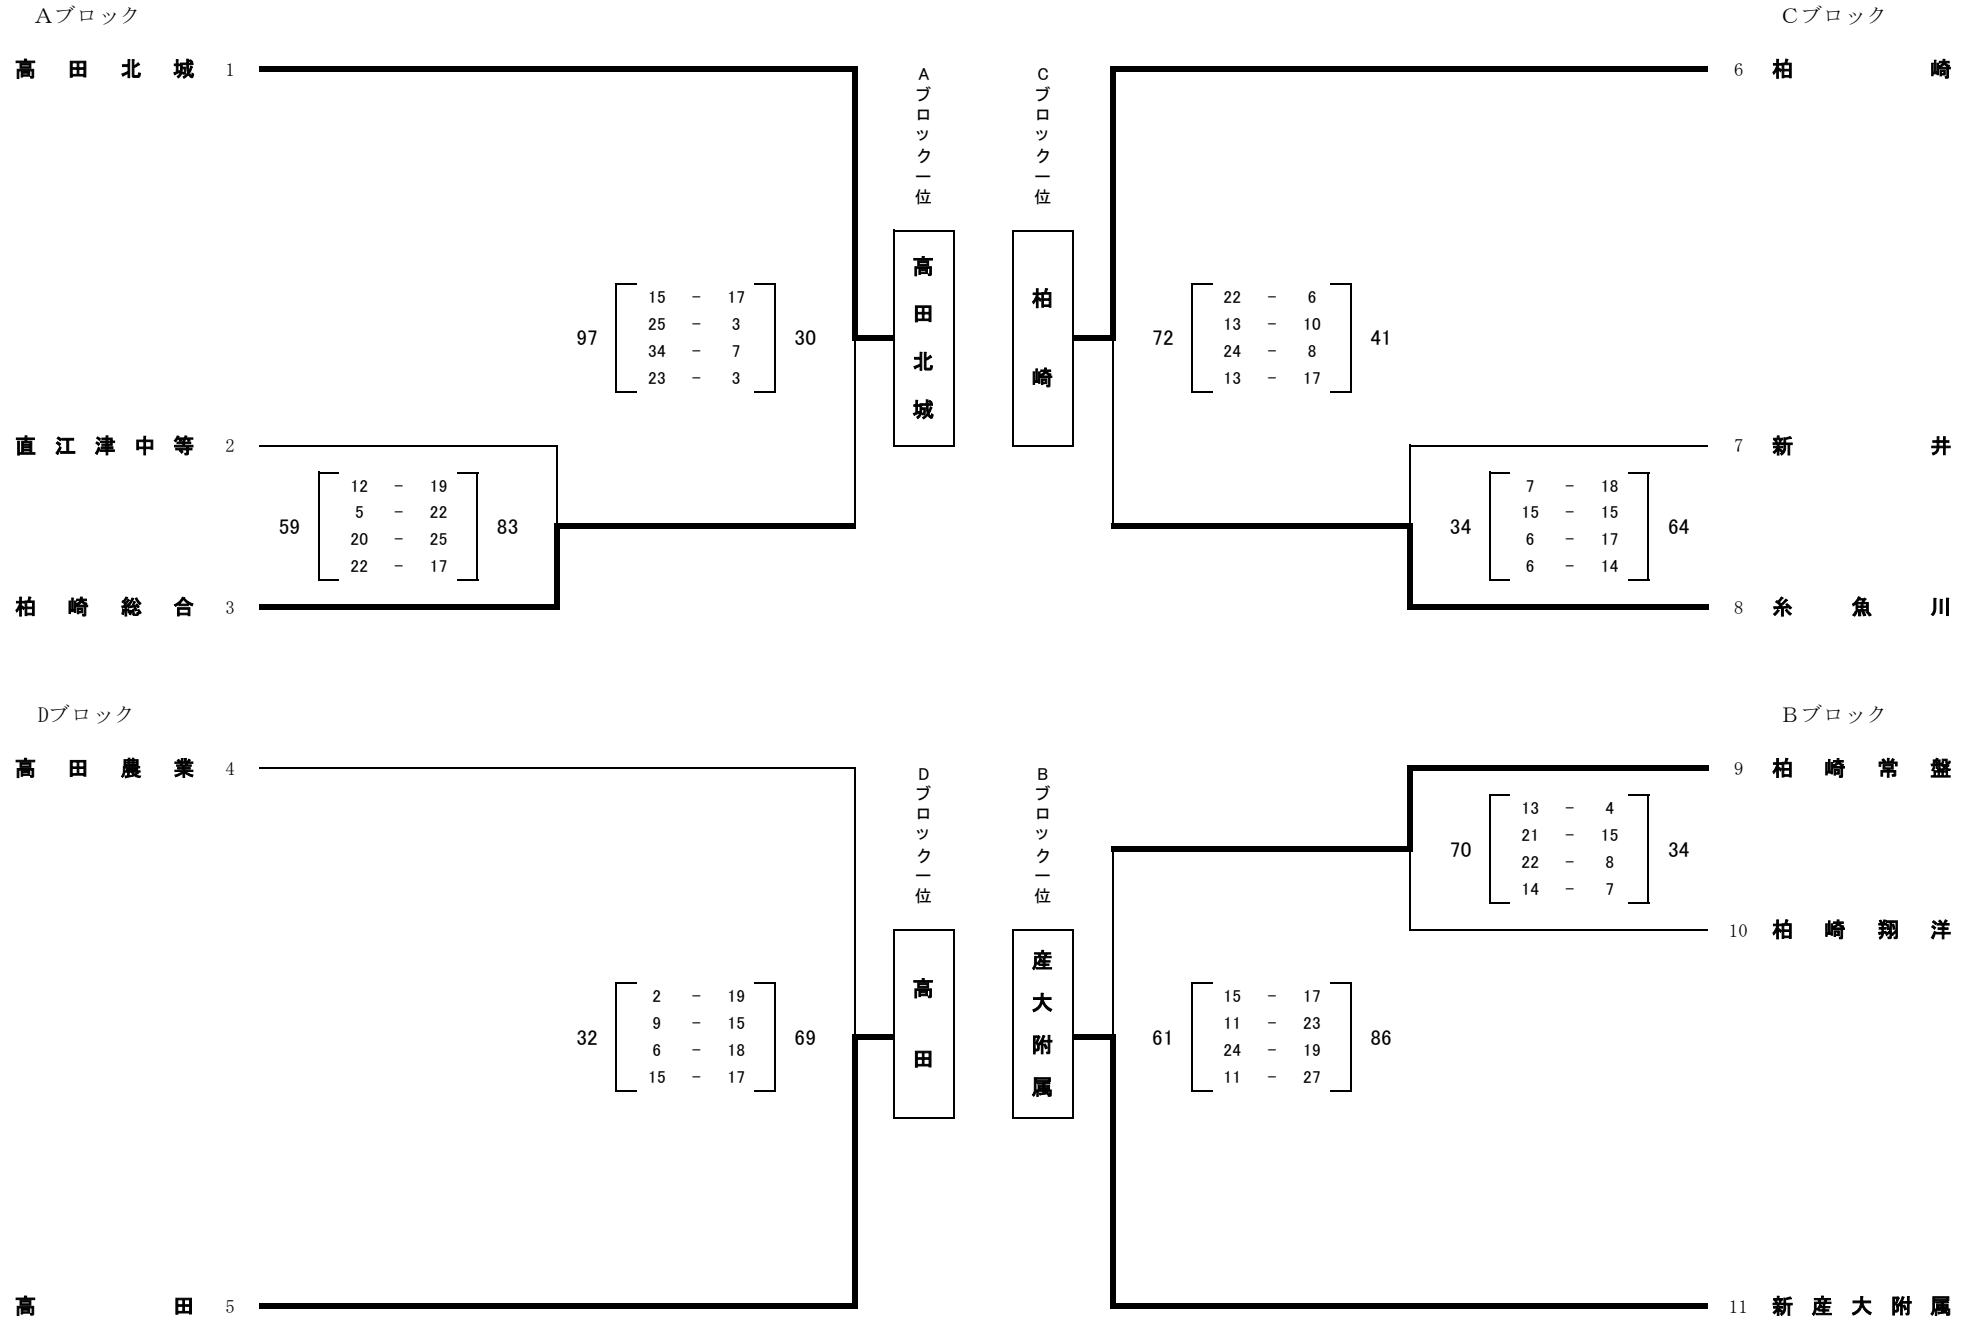 Aブロック
高田北城 1
Aブロック一位
高田北城
97
15 - 17
25 - 3
34 - 7
23 - 3
30
直江津中等 2
59
12 - 19
5 - 22
20 - 25
22 - 17
83
柏崎総合 3
Cブロック
6 柏崎
Cブロック一位
柏崎
72
22 - 6
13 - 10
24 - 8
13 - 17
41
7 新井
34
7 - 18
15 - 15
6 - 17
6 - 14
64
8 糸魚川
Dブロック
高田農業 4
Dブロック一位
高田
32
2 - 19
9 - 15
6 - 18
15 - 17
69
高田 5
Bブロック
9 柏崎常盤
70
13 - 4
21 - 15
22 - 8
14 - 7
34
10 柏崎翔洋
Bブロック一位
産大附属
61
15 - 17
11 - 23
24 - 19
11 - 27
86
11 新産大附属